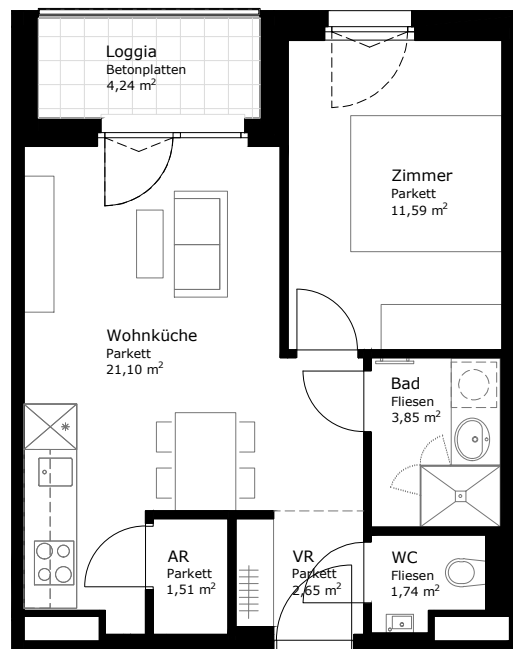 Loggia
Betonplatten
4,24 m²
Zimmer
Parkett
11,59 m²
Wohnküche
Parkett
21,10 m²
Bad
Fliesen
3,85 m²
AR
Parkett
1,51 m²
VR
Parkett
2,65 m²
WC
Fliesen
1,74 m²